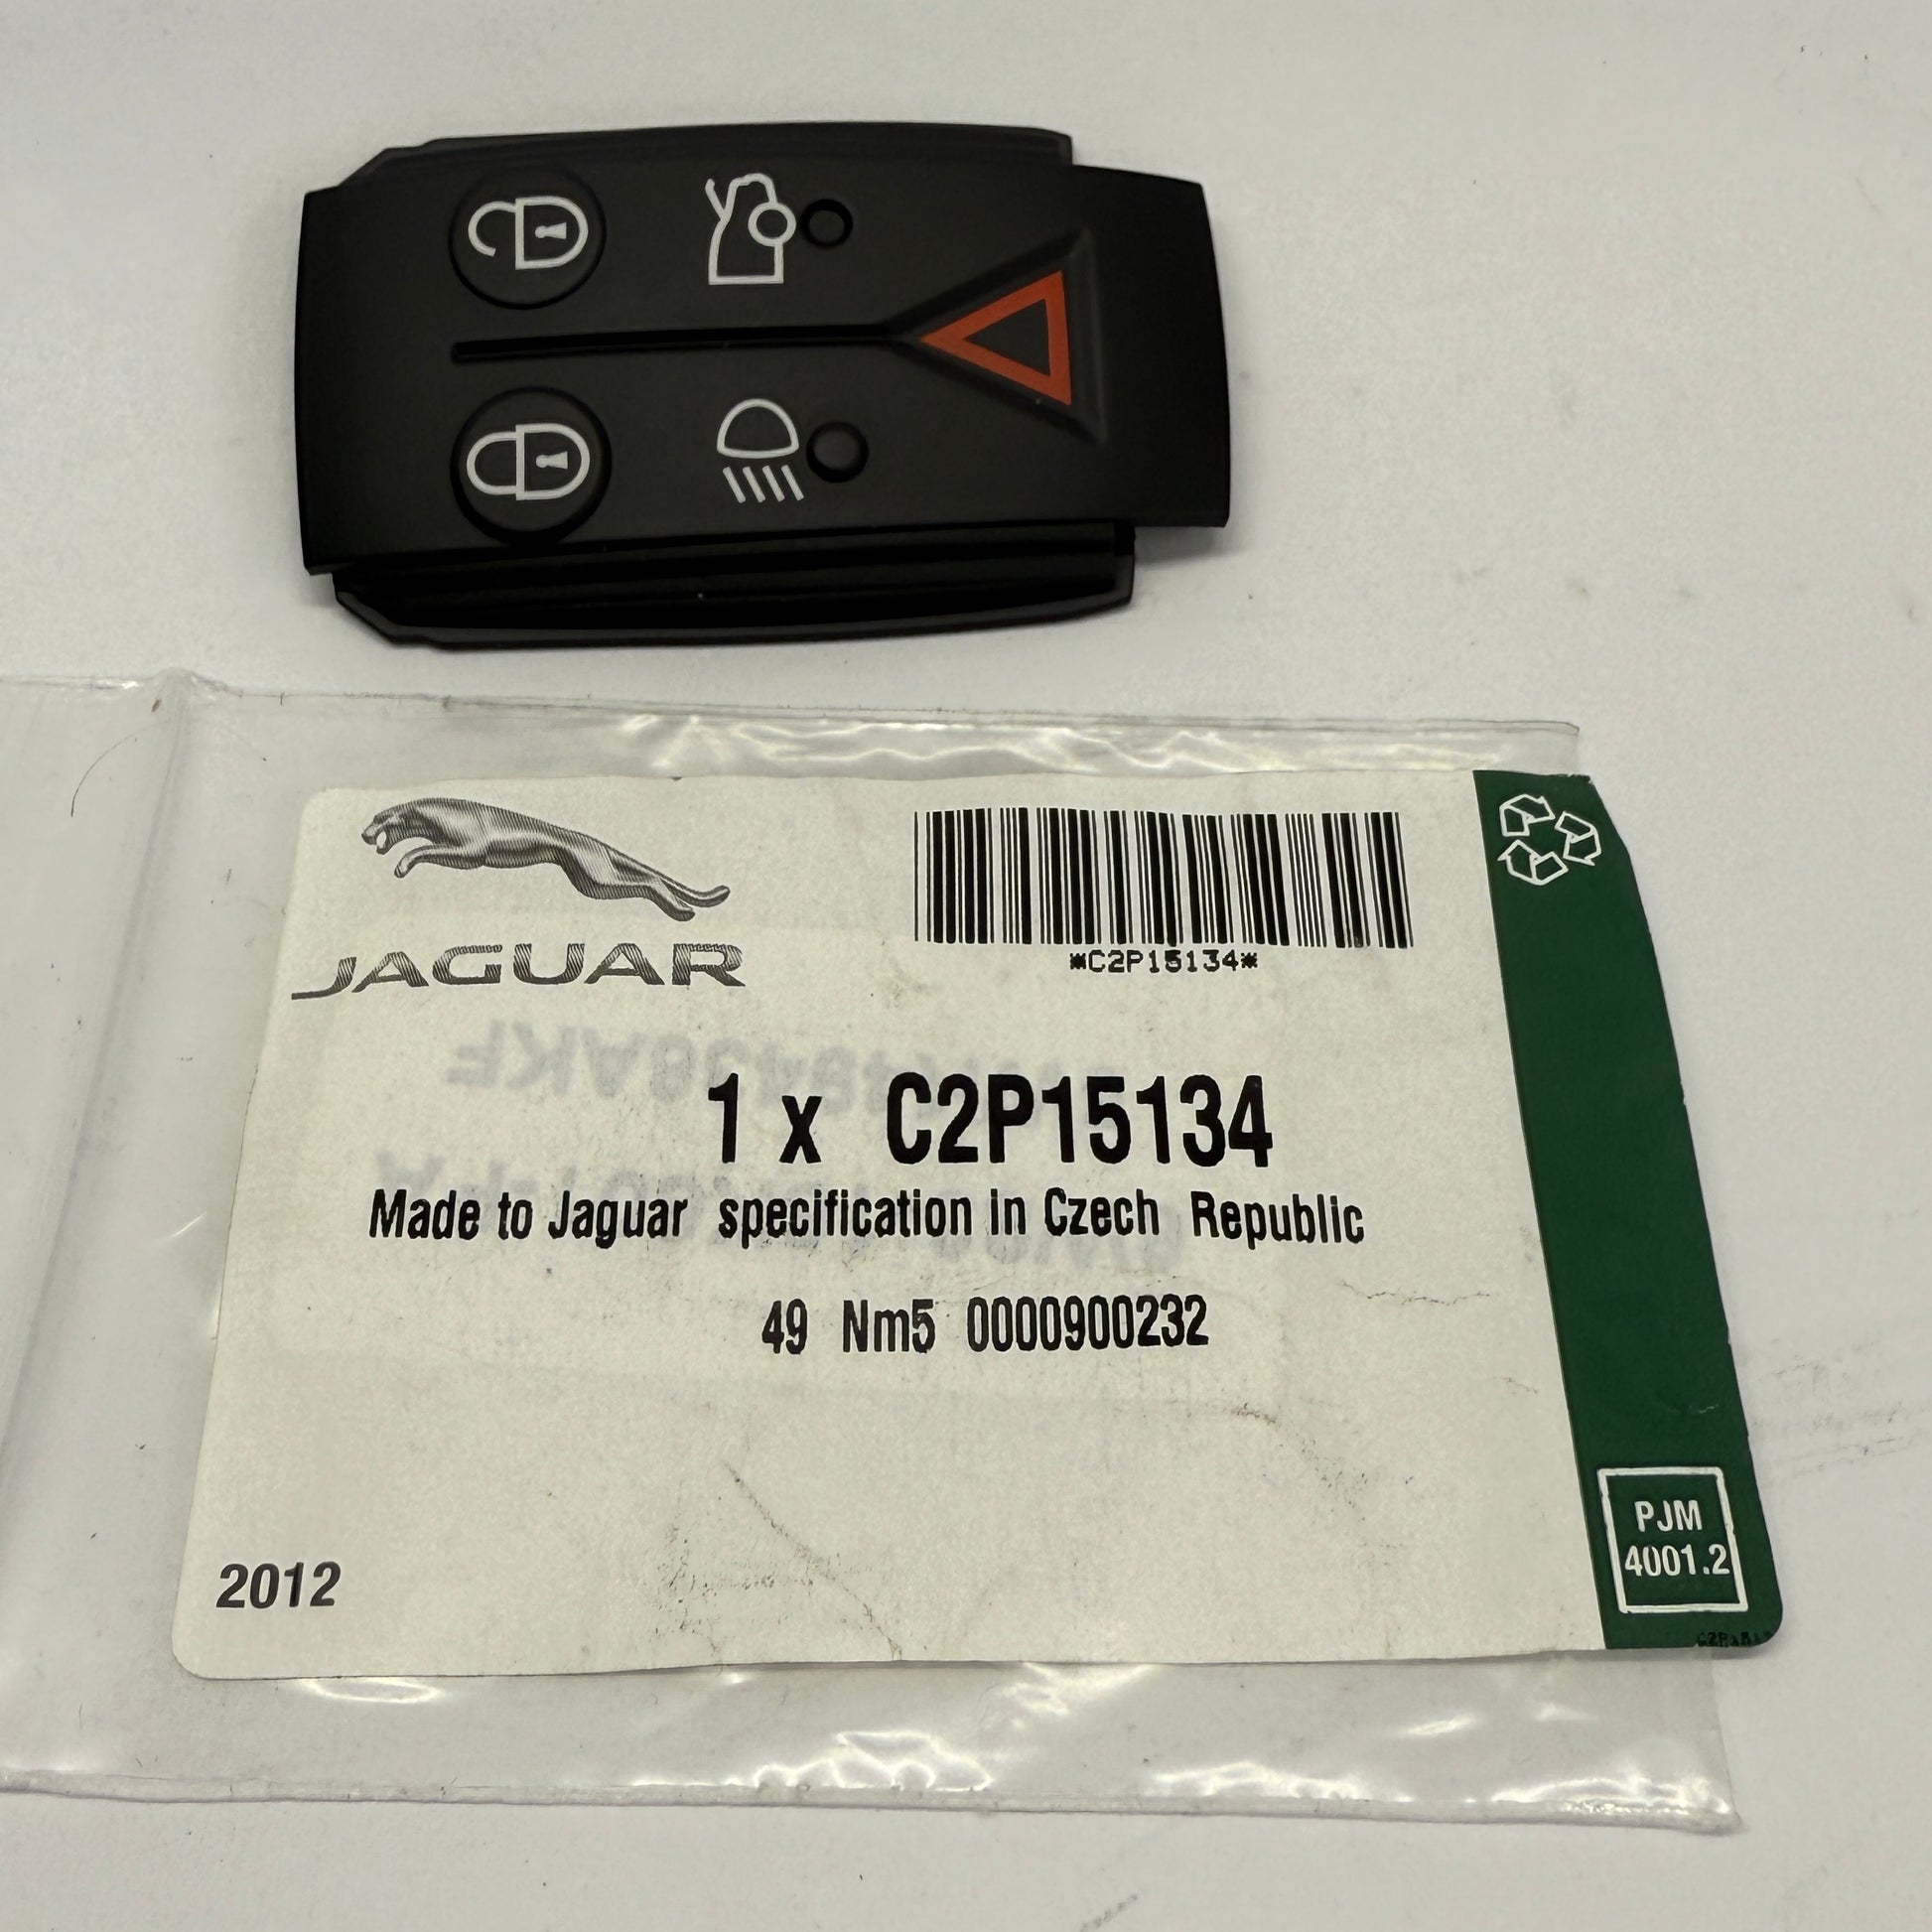 JAGUAR
*C2P15134*
1 x C2P15134
Made to Jaguar specification in Czech Republic
49 Nm5 0000900232
2012
PJM
4001.2